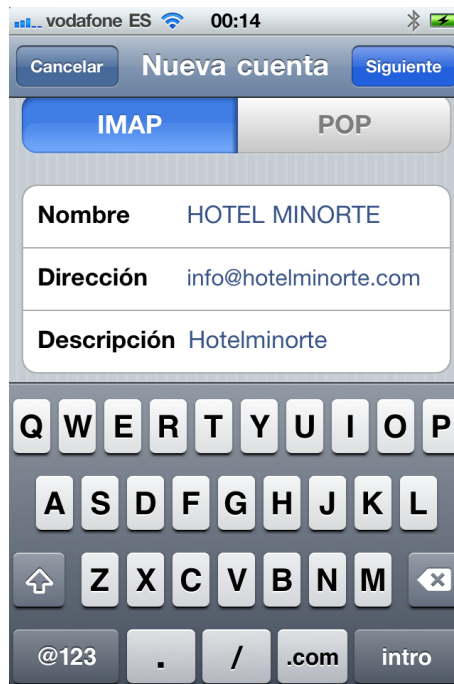 vodafone ES 00:14
Cancelar Nueva cuenta Siguiente
IMAP POP
Nombre HOTEL MINORTE
Dirección info@hotelminorte.com
Descripción Hotelminorte
Q W E R T Y U I O P
A S D F G H J K L
Z X C V B N M
@123 . / .com intro